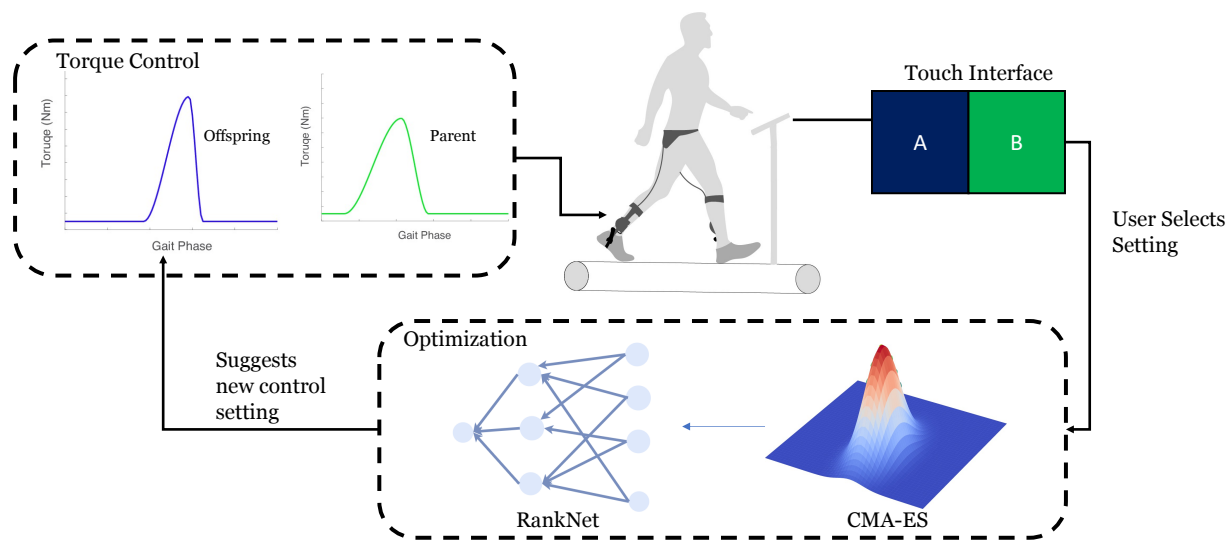 Torque Control
Toruqe (Nm)
Offspring
Gait Phase
Torque (Nm)
Parent
Gait Phase
Touch Interface
A
B
User Selects
Setting
Suggests
new control
setting
Optimization
RankNet
CMA-ES